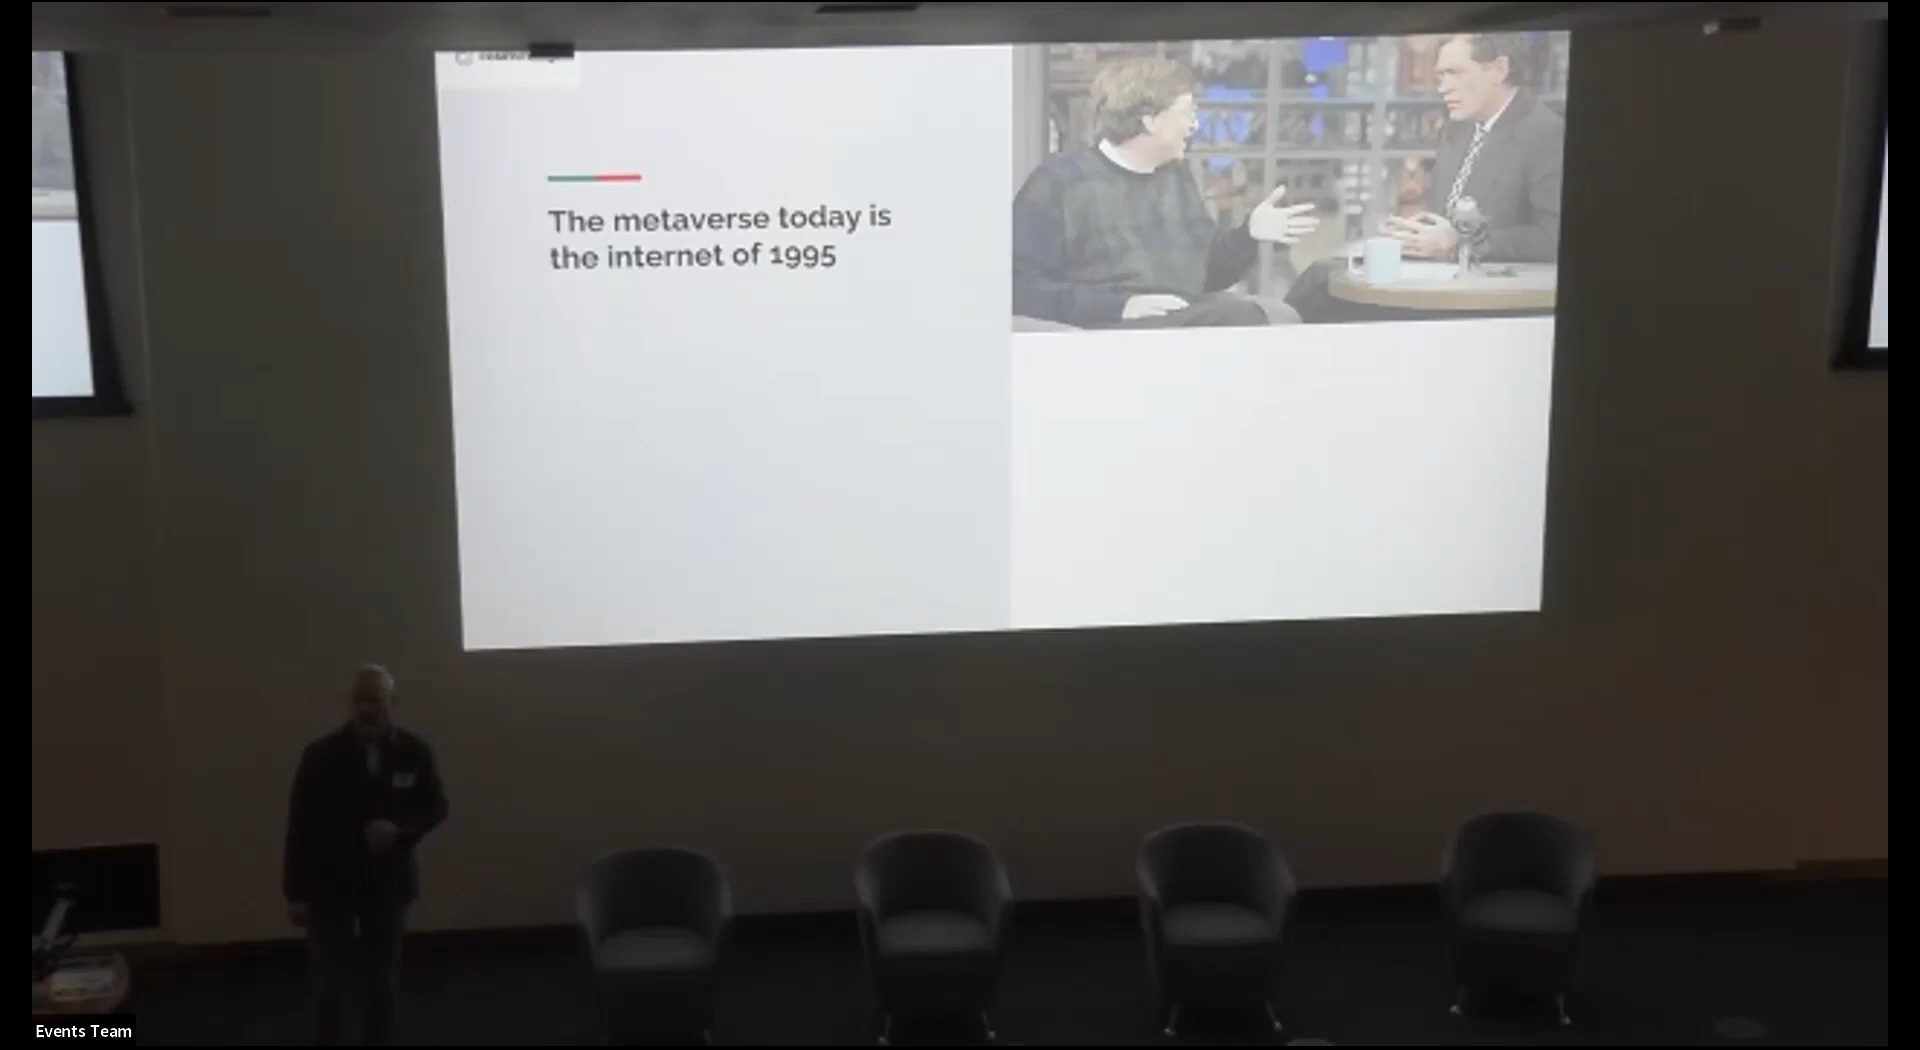 The metaverse today is
the internet of 1995
Events Team